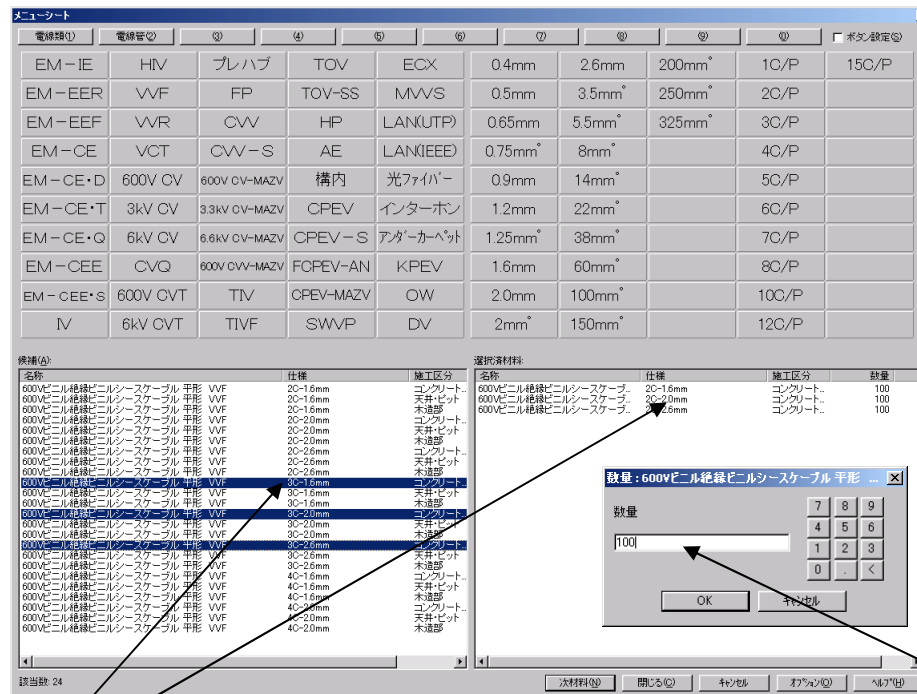 メニューシート
電線類(1) 電線管(2) (3) (4) (5) (6) (7) (8) (9) (0) ボタン設定(S)
EM－IE HIV プレハブ TOV ECX 0.4mm 2.6mm 200mm° 1C/P 15C/P
EM－EER VVF FP TOV-SS MVVS 0.5mm 3.5mm° 250mm° 2C/P
EM－EEF VVR CVV HP LAN(UTP) 0.65mm 5.5mm° 325mm° 3C/P
EM－CE VCT CVV－S AE LAN(IEEE) 0.75mm° 8mm° 4C/P
EM－CE・D 600V CV 600V CV-MAZV 構内 光ファイバー 0.9mm 14mm° 5C/P
EM－CE・T 3kV CV 3.3kV CV-MAZV CPEV インターホン 1.2mm 22mm° 6C/P
EM－CE・Q 6kV CV 6.6kV CV-MAZV CPEV－S アンダーカーペット 1.25mm° 38mm° 7C/P
EM－CEE CVQ 600V CVV-MAZV FCPEV-AN KPEV 1.6mm 60mm° 8C/P
EM－CEE・S 600V CVT TIV CPEV-MAZV OW 2.0mm 100mm° 10C/P
IV 6kV CVT TIVF SWVP DV 2mm° 150mm° 12C/P
候補(A):
名称 仕様 施工区分
600Vビニル絶縁ビニルシースケーブル 平形 VVF 2C-1.6mm コンクリート..
600Vビニル絶縁ビニルシースケーブル 平形 VVF 2C-1.6mm 天井・ピット
600Vビニル絶縁ビニルシースケーブル 平形 VVF 2C-1.6mm 木造部
600Vビニル絶縁ビニルシースケーブル 平形 VVF 2C-2.0mm コンクリート..
600Vビニル絶縁ビニルシースケーブル 平形 VVF 2C-2.0mm 天井・ピット
600Vビニル絶縁ビニルシースケーブル 平形 VVF 2C-2.0mm 木造部
600Vビニル絶縁ビニルシースケーブル 平形 VVF 2C-2.6mm コンクリート..
600Vビニル絶縁ビニルシースケーブル 平形 VVF 2C-2.6mm 天井・ピット
600Vビニル絶縁ビニルシースケーブル 平形 VVF 2C-2.6mm 木造部
600Vビニル絶縁ビニルシースケーブル 平形 VVF 3C-1.6mm コンクリート..
600Vビニル絶縁ビニルシースケーブル 平形 VVF 3C-1.6mm 天井・ピット
600Vビニル絶縁ビニルシースケーブル 平形 VVF 3C-1.6mm 木造部
600Vビニル絶縁ビニルシースケーブル 平形 VVF 3C-2.0mm コンクリート..
600Vビニル絶縁ビニルシースケーブル 平形 VVF 3C-2.0mm 天井・ピット
600Vビニル絶縁ビニルシースケーブル 平形 VVF 3C-2.0mm 木造部
600Vビニル絶縁ビニルシースケーブル 平形 VVF 3C-2.6mm コンクリート..
600Vビニル絶縁ビニルシースケーブル 平形 VVF 3C-2.6mm 天井・ピット
600Vビニル絶縁ビニルシースケーブル 平形 VVF 3C-2.6mm 木造部
600Vビニル絶縁ビニルシースケーブル 平形 VVF 4C-1.6mm コンクリート..
600Vビニル絶縁ビニルシースケーブル 平形 VVF 4C-1.6mm 天井・ピット
600Vビニル絶縁ビニルシースケーブル 平形 VVF 4C-1.6mm 木造部
600Vビニル絶縁ビニルシースケーブル 平形 VVF 4C-2.0mm コンクリート..
600Vビニル絶縁ビニルシースケーブル 平形 VVF 4C-2.0mm 天井・ピット
600Vビニル絶縁ビニルシースケーブル 平形 VVF 4C-2.0mm 木造部
選択済材料:
名称 仕様 施工区分 数量
600Vビニル絶縁ビニルシースケーブ.. 2C-1.6mm コンクリート.. 100
600Vビニル絶縁ビニルシースケーブ.. 2C-2.0mm コンクリート.. 100
600Vビニル絶縁ビニルシースケーブ.. 2C-2.6mm コンクリート.. 100
数量:600Vビニル絶縁ビニルシースケーブル 平形 ...
数量
100
7 8 9
4 5 6
1 2 3
0 . <
OK キャンセル
該当数: 24
次材料(N) 閉じる(C) キャンセル オプション(O) ヘルプ(H)